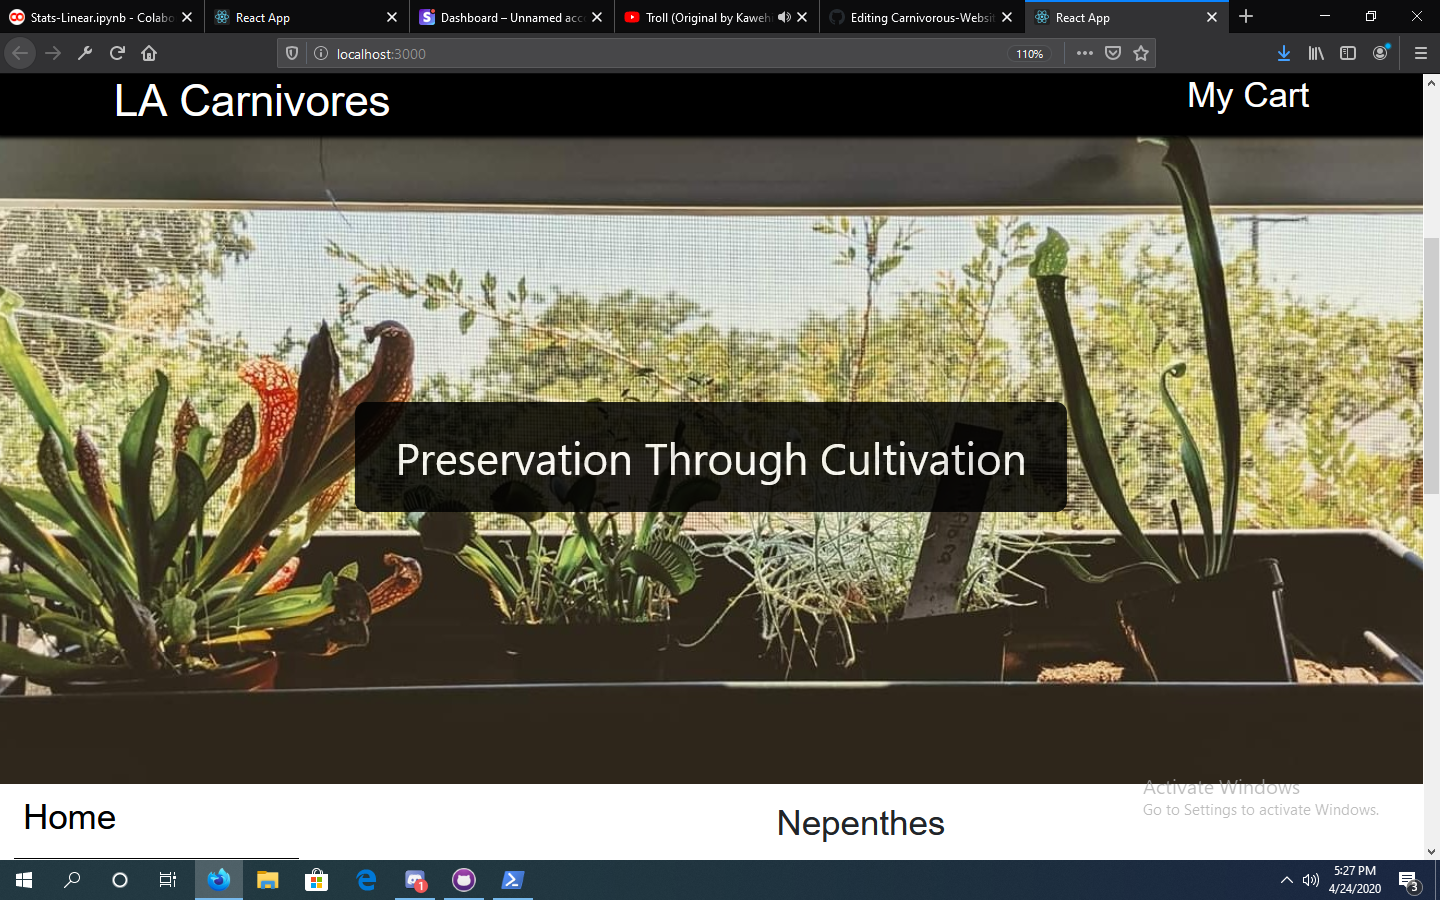 Stats-Linear.ipynb - Colabo
React App
Dashboard – Unnamed acc
Troll (Original by Kaweh
Editing Carnivorous-Websit
React App
localhost:3000
110%
LA Carnivores
My Cart
Preservation Through Cultivation
Home
Nepenthes
Activate Windows
Go to Settings to activate Windows.
1
5:27 PM
4/24/2020
3